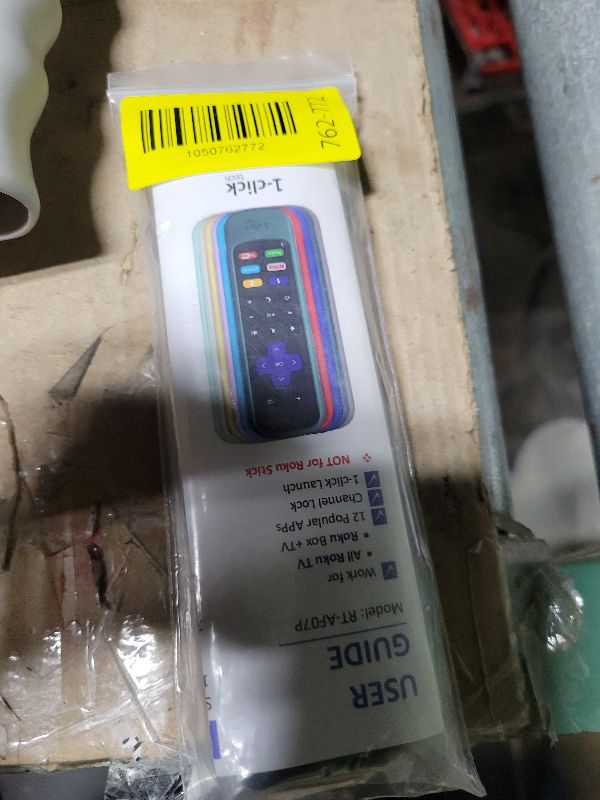 1050762772
762-772
USER
GUIDE
Model: RT-AF07P
Work for
▪ All Roku TV
▪ Roku Box + TV
12 Popular APPs
Channel Lock
1-click Launch
NOT for Roku Stick
OK
1-click
tech